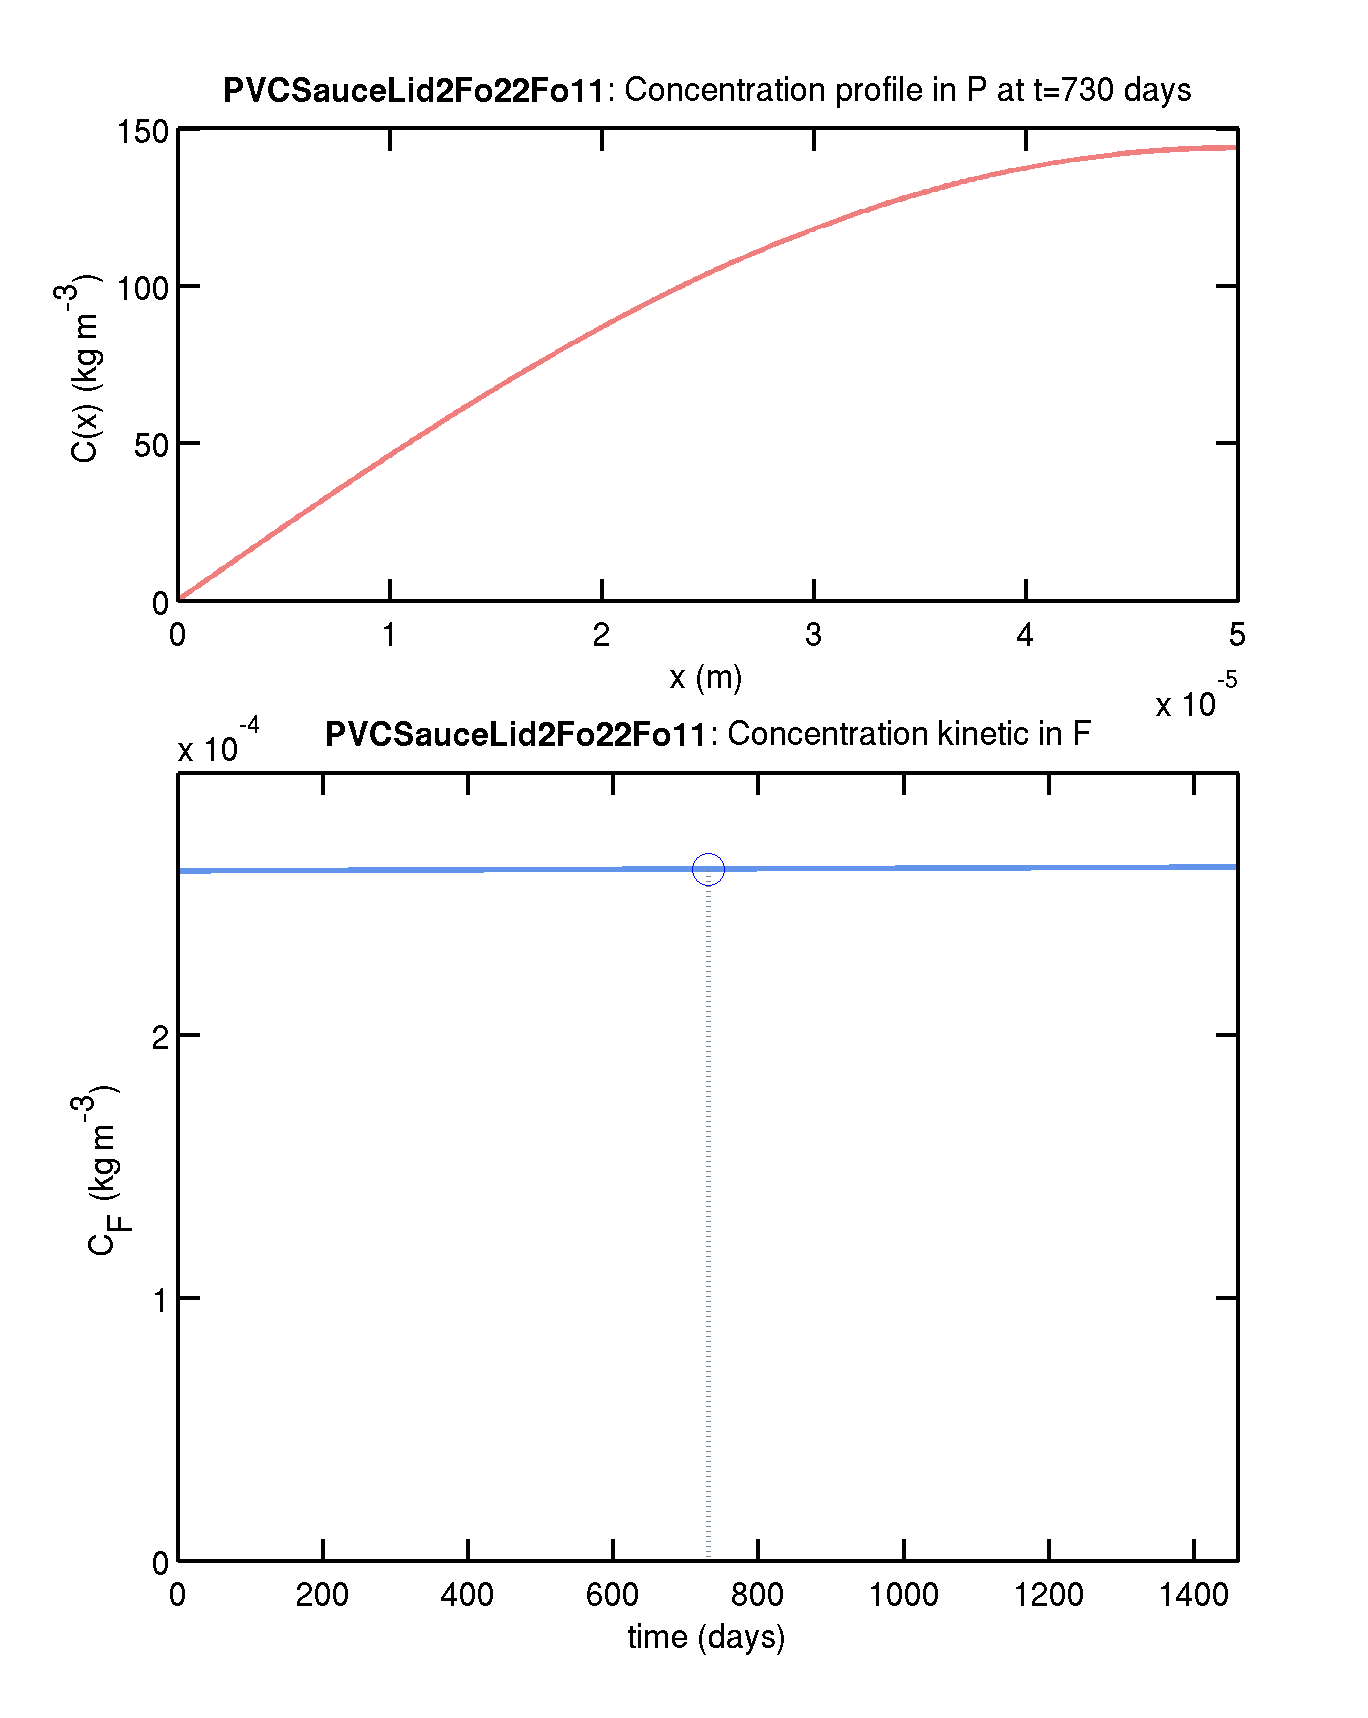 PVCSauceLid2Fo22Fo11: Concentration profile in P at t=730 days
150
100
50
0
C(x) (kg m-3)
0 1 2 3 4 5
x (m)
x 10-5
x 10-4
PVCSauceLid2Fo22Fo11: Concentration kinetic in F
2
1
0
CF (kg m-3)
0 200 400 600 800 1000 1200 1400
time (days)